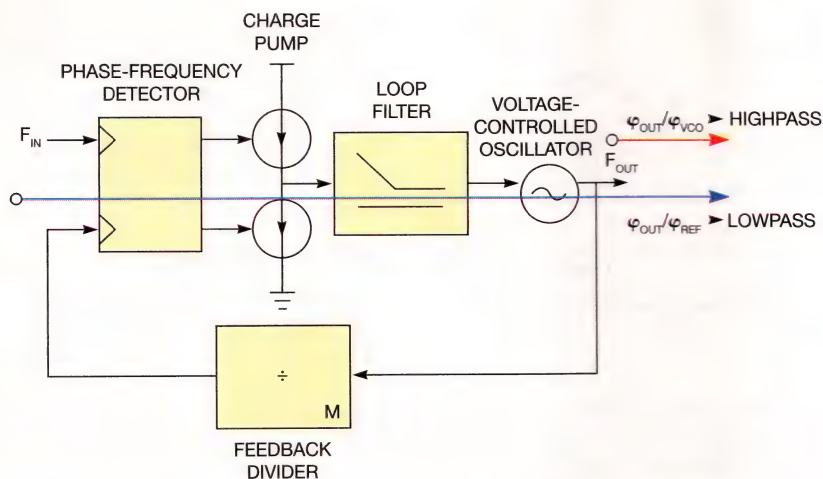 CHARGE
PUMP
PHASE-FREQUENCY
DETECTOR
LOOP
FILTER
VOLTAGE-
CONTROLLED
OSCILLATOR
φOUT/φVCO
HIGHPASS
FIN
FOUT
φOUT/φREF
LOWPASS
÷
M
FEEDBACK
DIVIDER